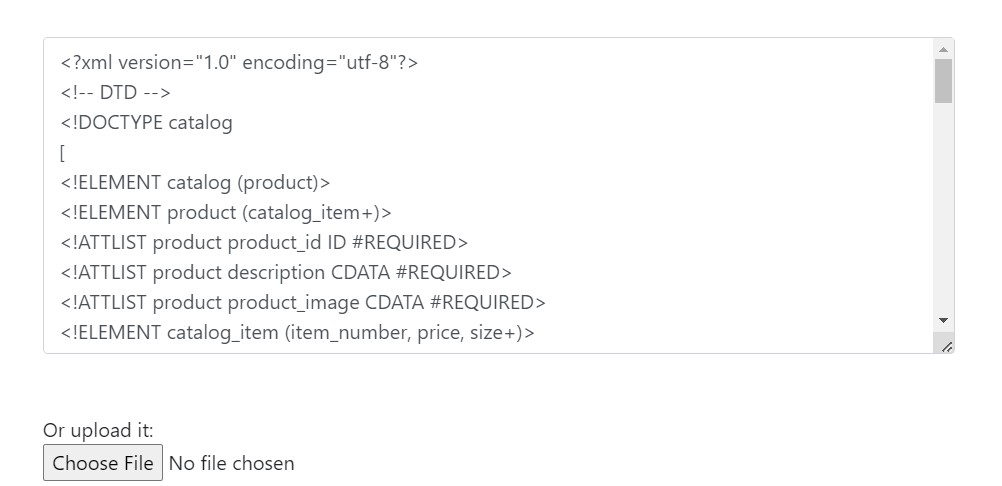 <?xml version="1.0" encoding="utf-8"?>
<!-- DTD -->
<!DOCTYPE catalog
[
<!ELEMENT catalog (product)>
<!ELEMENT product (catalog_item+)>
<!ATTLIST product product_id ID #REQUIRED>
<!ATTLIST product description CDATA #REQUIRED>
<!ATTLIST product product_image CDATA #REQUIRED>
<!ELEMENT catalog_item (item_number, price, size+)>
Or upload it:
Choose File No file chosen